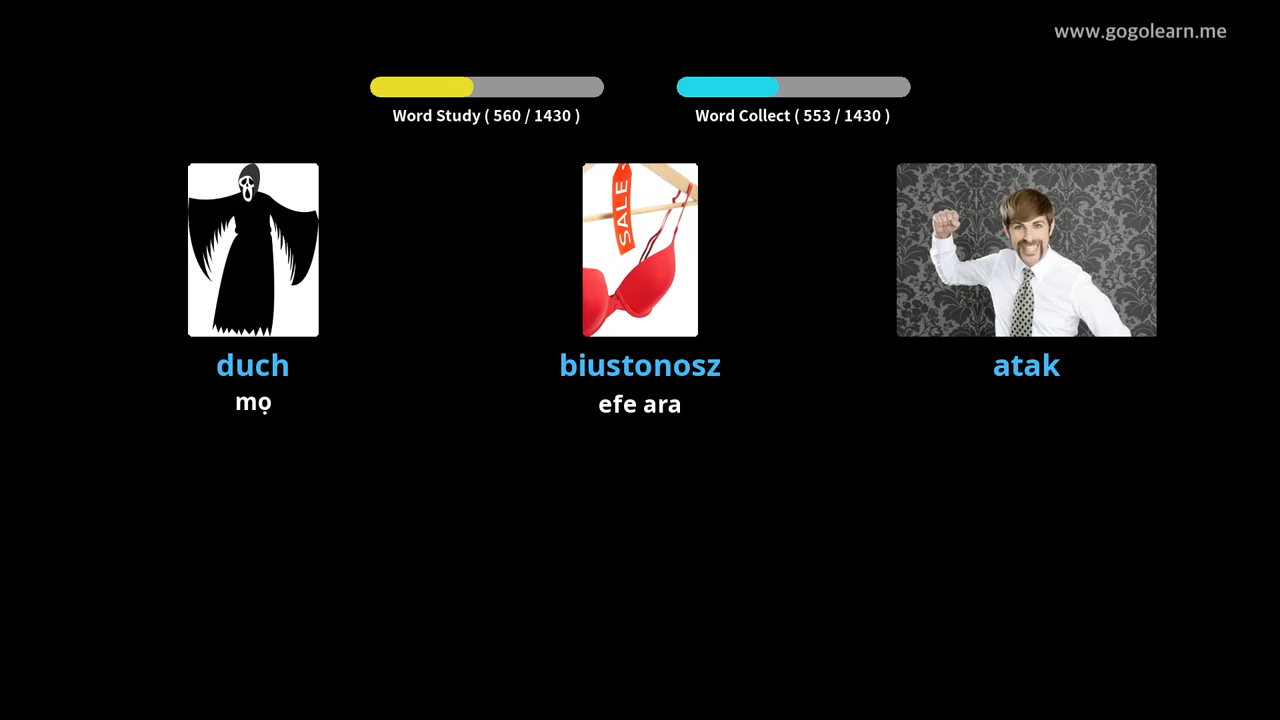 www.gogolearn.me
Word Study ( 560 / 1430 )
Word Collect ( 553 / 1430 )
SALE
duch
biustonosz
atak
mọ
efe ara